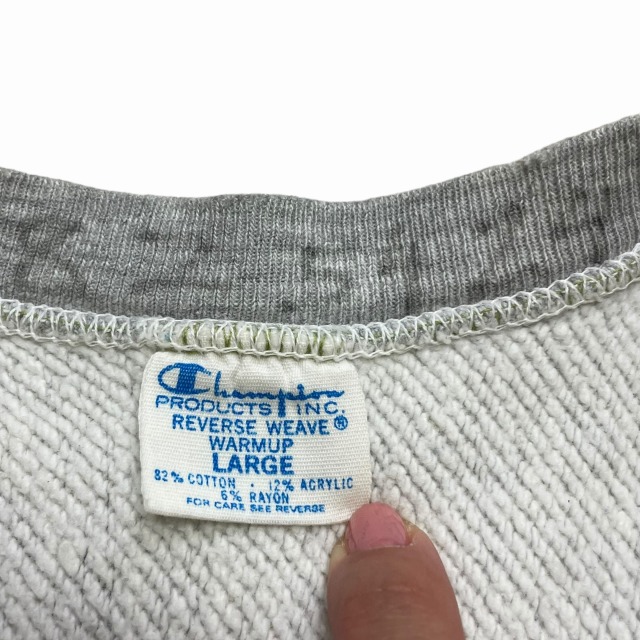 Champion
PRODUCTS INC.
REVERSE WEAVE®
WARMUP
LARGE
82% COTTON · 12% ACRYLIC
6% RAYON
FOR CARE SEE REVERSE